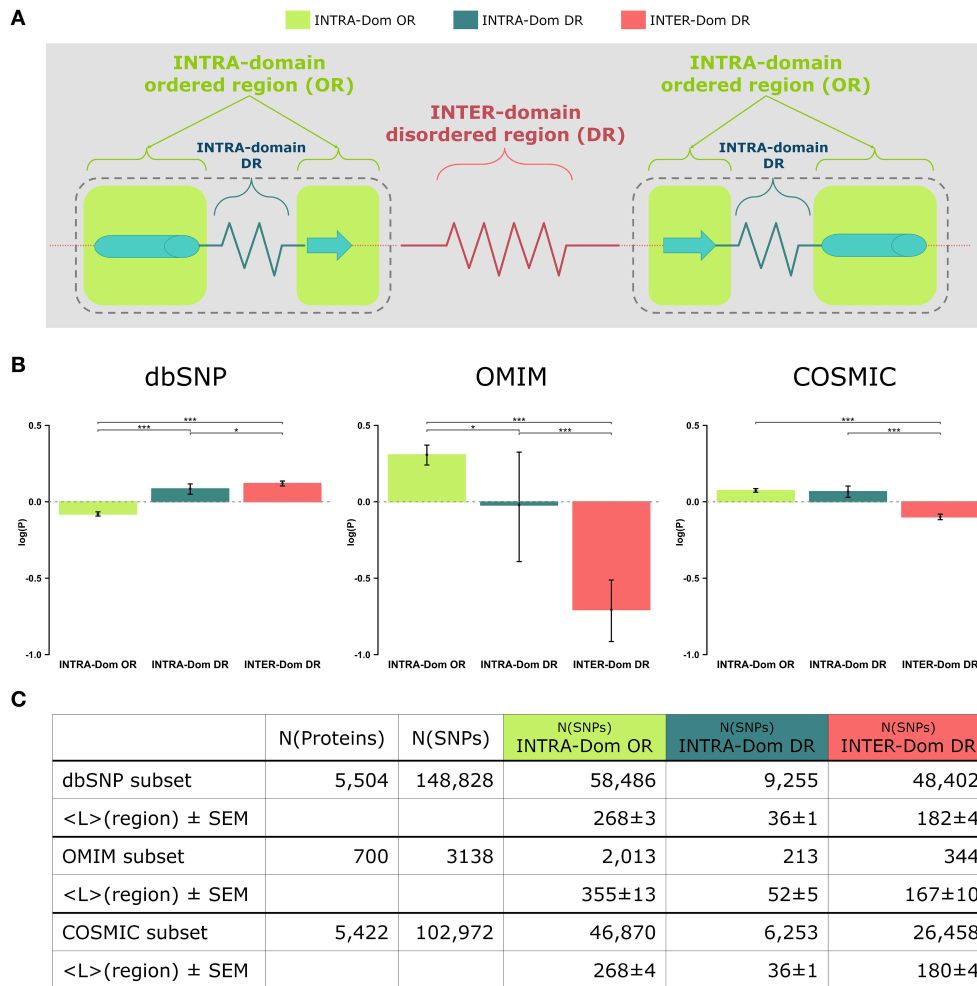 A
INTRA-Dom OR
INTRA-Dom DR
INTER-Dom DR
INTRA-domain
ordered region (OR)
INTRA-domain
ordered region (OR)
INTER-domain
disordered region (DR)
INTRA-domain
DR
INTRA-domain
DR
B
dbSNP
OMIM
COSMIC
0.5
0.0
-0.5
-1.0
log(P)
***
***
*
INTRA-Dom OR INTRA-Dom DR INTER-Dom DR
0.5
0.0
-0.5
-1.0
log(P)
***
*
***
INTRA-Dom OR INTRA-Dom DR INTER-Dom DR
0.5
0.0
-0.5
-1.0
log(P)
***
***
INTRA-Dom OR INTRA-Dom DR INTER-Dom DR
C
N(Proteins) N(SNPs) N(SNPs) INTRA-Dom OR N(SNPs) INTRA-Dom DR N(SNPs) INTER-Dom DR
dbSNP subset 5,504 148,828 58,486 9,255 48,402
<L>(region) ± SEM 268±3 36±1 182±4
OMIM subset 700 3138 2,013 213 344
<L>(region) ± SEM 355±13 52±5 167±10
COSMIC subset 5,422 102,972 46,870 6,253 26,458
<L>(region) ± SEM 268±4 36±1 180±4